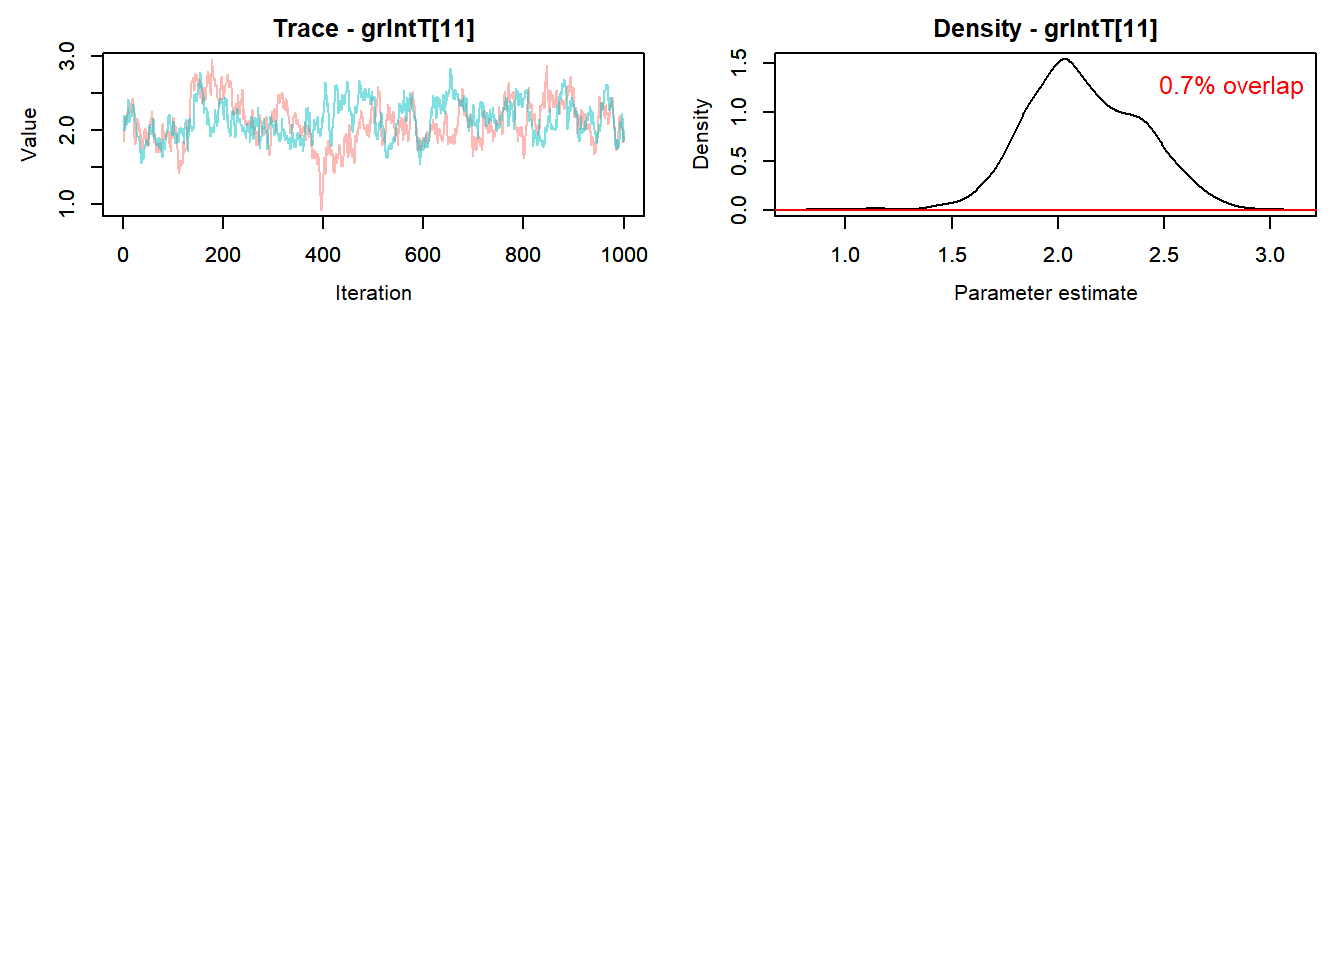 Trace - grIntT[11]
Value
1.0 2.0 3.0
0 200 400 600 800 1000
Iteration
Density - grIntT[11]
Density
0.0 0.5 1.0 1.5
0.7% overlap
1.0 1.5 2.0 2.5 3.0
Parameter estimate